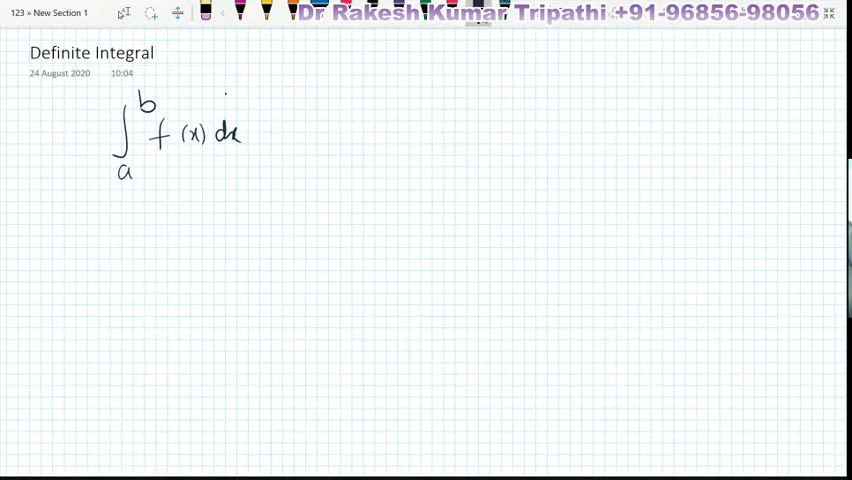 123 » New Section 1
Dr Rakesh Kumar Tripathi +91-96856-98056
Definite Integral
24 August 2020 10:04
∫_a^b f (x) dx